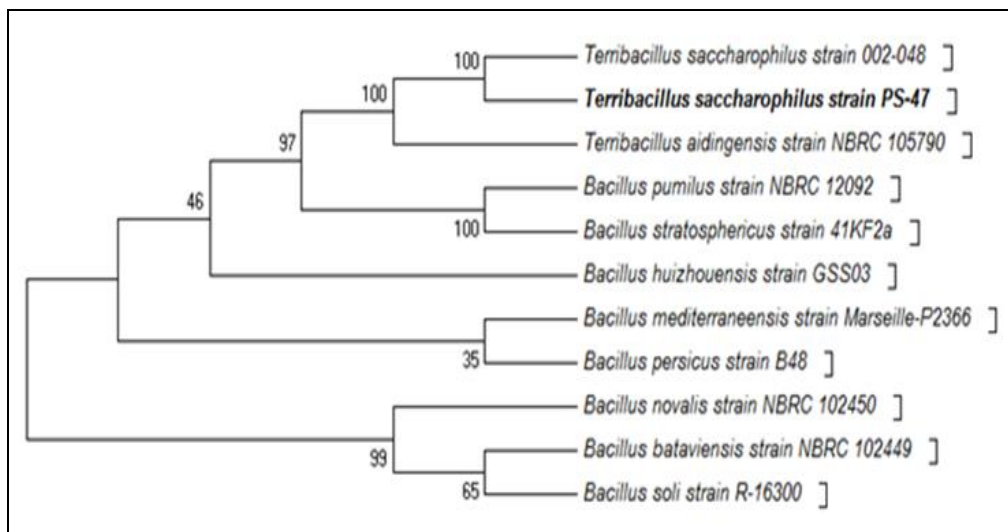 100
Terribacillus saccharophilus strain 002-048
100
Terribacillus saccharophilus strain PS-47
97
Terribacillus aidingensis strain NBRC 105790
46
Bacillus pumilus strain NBRC 12092
100
Bacillus stratosphericus strain 41KF2a
Bacillus huizhouensis strain GSS03
Bacillus mediterraneensis strain Marseille-P2366
35
Bacillus persicus strain B48
Bacillus novalis strain NBRC 102450
99
Bacillus bataviensis strain NBRC 102449
65
Bacillus soli strain R-16300